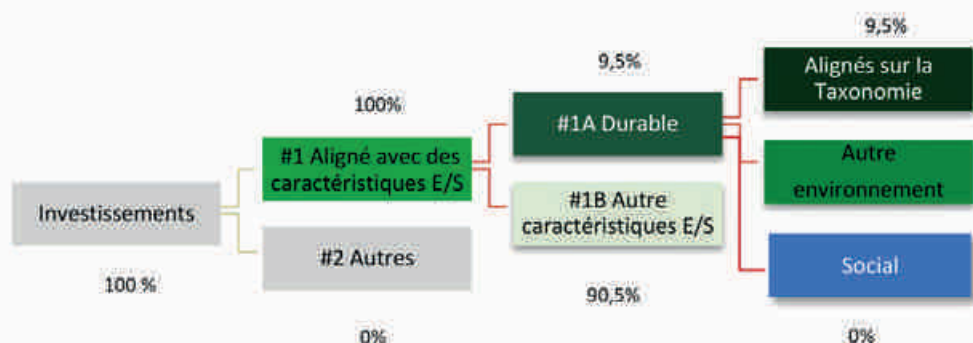 9,5%
Alignés sur la
Taxonomie
9,5%
#1A Durable
100%
#1 Aligné avec des
caractéristiques E/S
Autre
environnement
#1B Autre
caractéristiques E/S
Investissements
100 %
#2 Autres
0%
90,5%
Social
0%